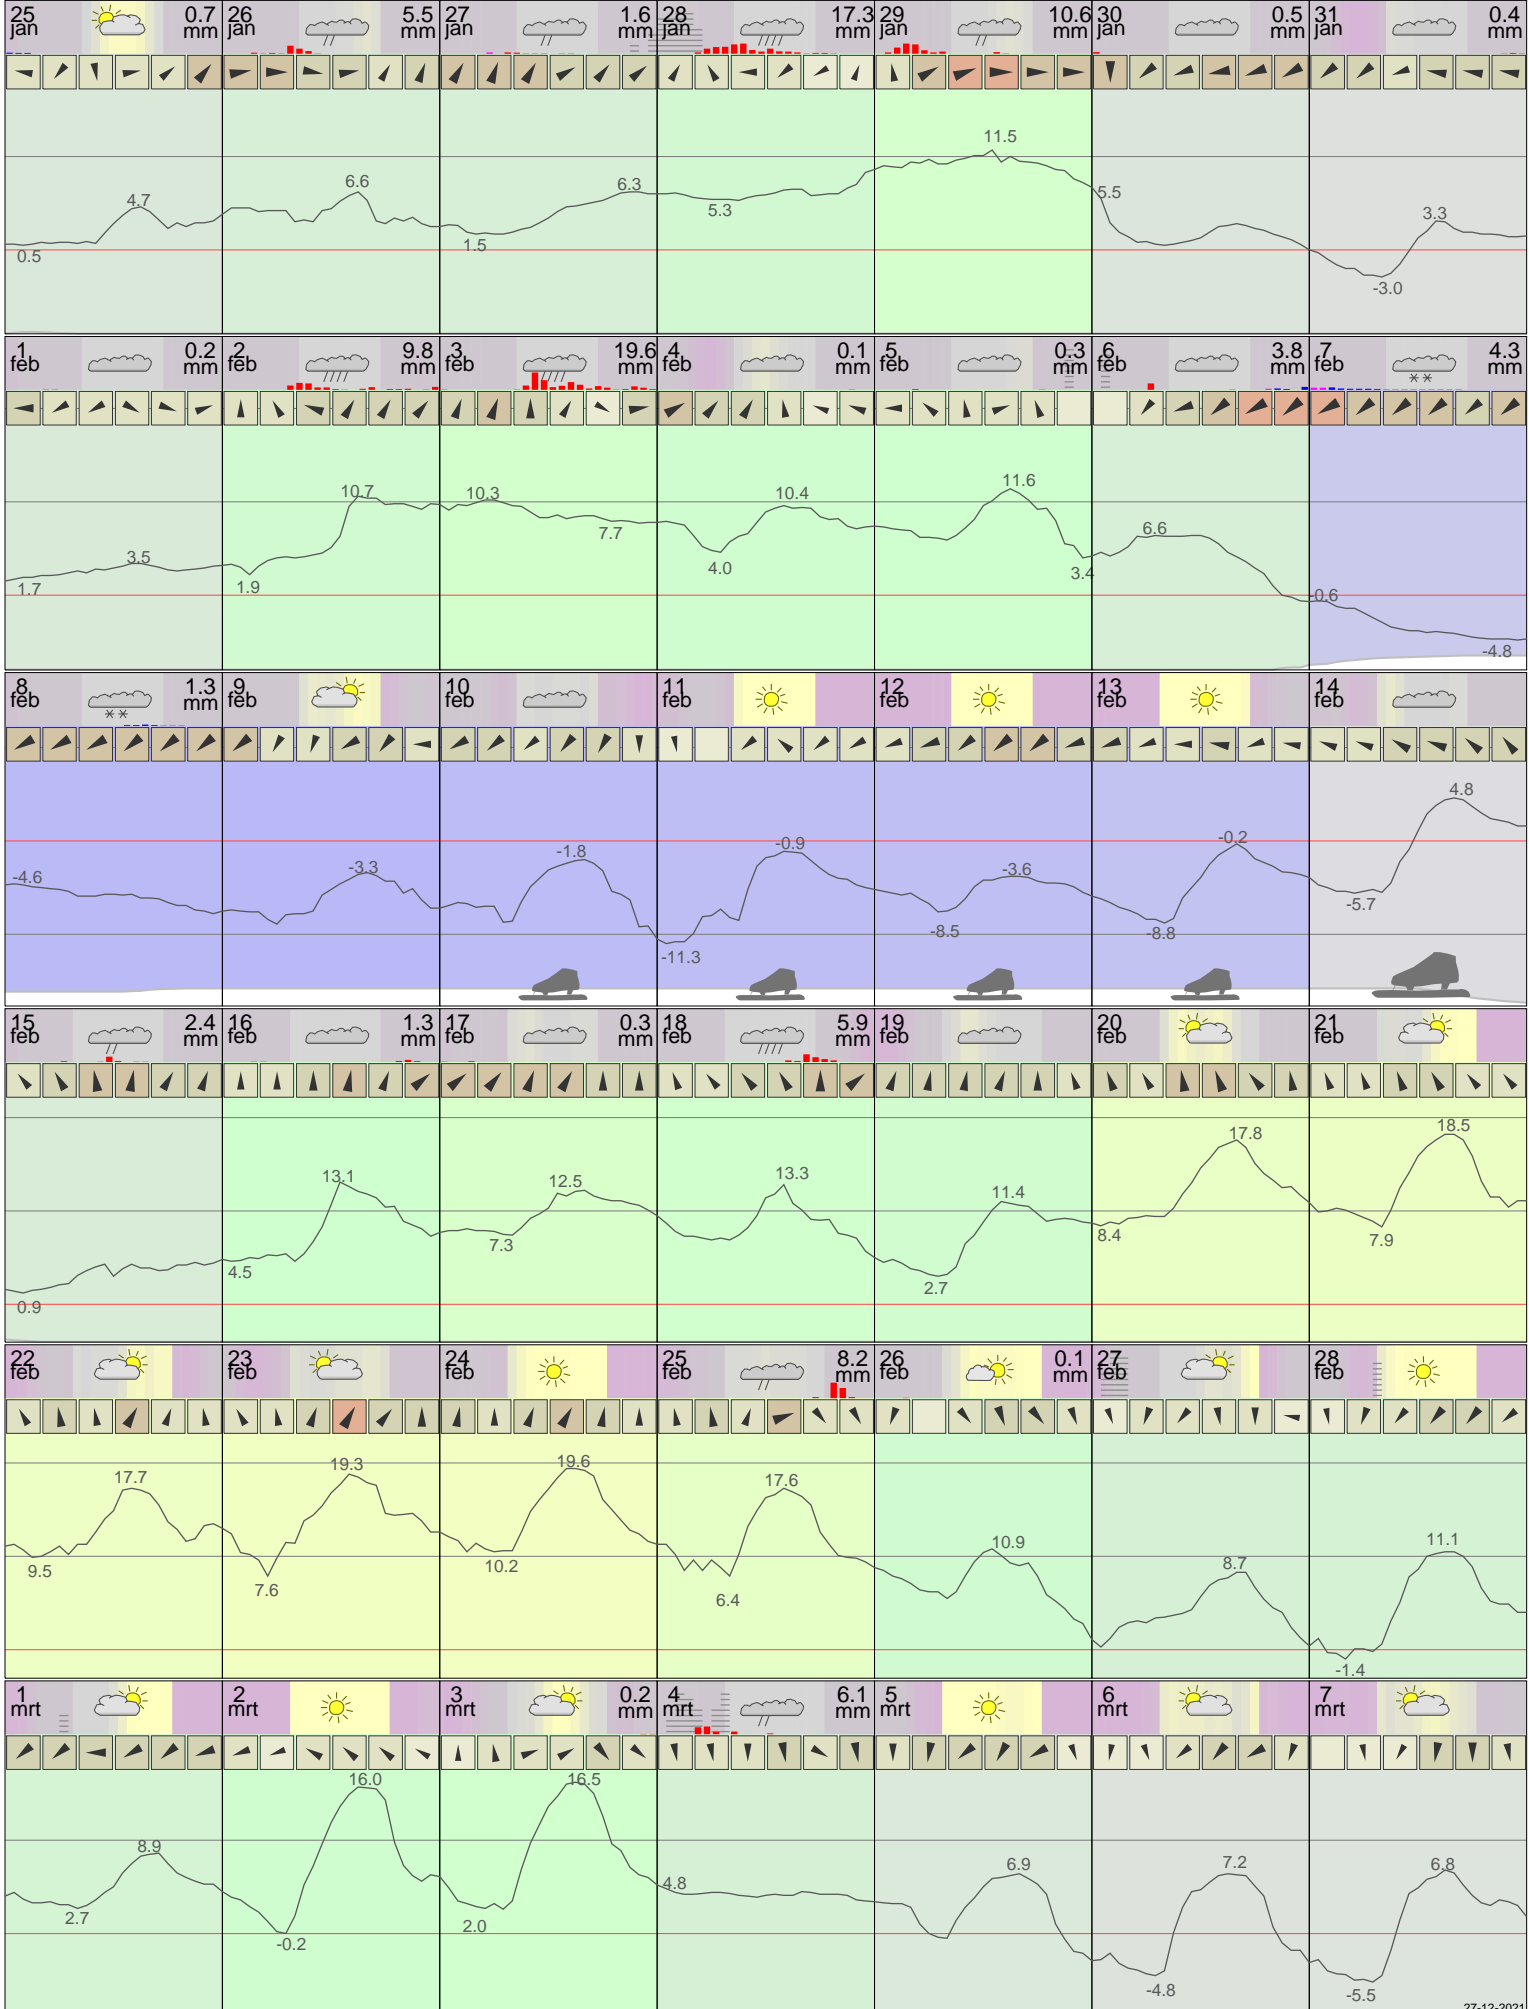 25 jan 0.7 mm
26 jan 5.5 mm
27 jan 1.6 mm
28 jan 17.3 mm
29 jan 10.6 mm
30 jan 0.5 mm
31 jan 0.4 mm
0.5 4.7 6.6 1.5 6.3 5.3 11.5 5.5 -3.0 3.3
1 feb 0.2 mm
2 feb 9.8 mm
3 feb 19.6 mm
4 feb 0.1 mm
5 feb 0.3 mm
6 feb 3.8 mm
7 feb 4.3 mm
1.7 3.5 1.9 10.7 10.3 7.7 4.0 10.4 11.6 3.4 6.6 -0.6 -4.8
8 feb 1.3 mm
9 feb
10 feb
11 feb
12 feb
13 feb
14 feb
-4.6 -3.3 -1.8 -11.3 -0.9 -8.5 -3.6 -8.8 -0.2 -5.7 4.8
15 feb 2.4 mm
16 feb 1.3 mm
17 feb 0.3 mm
18 feb 5.9 mm
19 feb
20 feb
21 feb
0.9 4.5 13.1 7.3 12.5 13.3 2.7 11.4 8.4 17.8 7.9 18.5
22 feb
23 feb
24 feb
25 feb 8.2 mm
26 feb 0.1 mm
27 feb
28 feb
9.5 17.7 7.6 19.3 10.2 19.6 6.4 17.6 10.9 8.7 -1.4 11.1
1 mrt
2 mrt
3 mrt 0.2 mm
4 mrt 6.1 mm
5 mrt
6 mrt
7 mrt
2.7 8.9 -0.2 16.0 2.0 16.5 4.8 6.9 -4.8 7.2 -5.5 6.8
27-12-2021